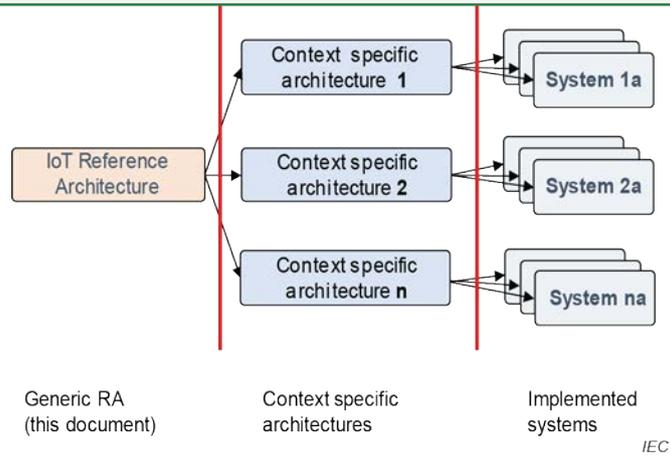 Context specific
architecture 1
System 1a
IoT Reference
Architecture
Context specific
architecture 2
System 2a
Context specific
architecture n
System na
Generic RA
(this document)
Context specific
architectures
Implemented
systems
IEC